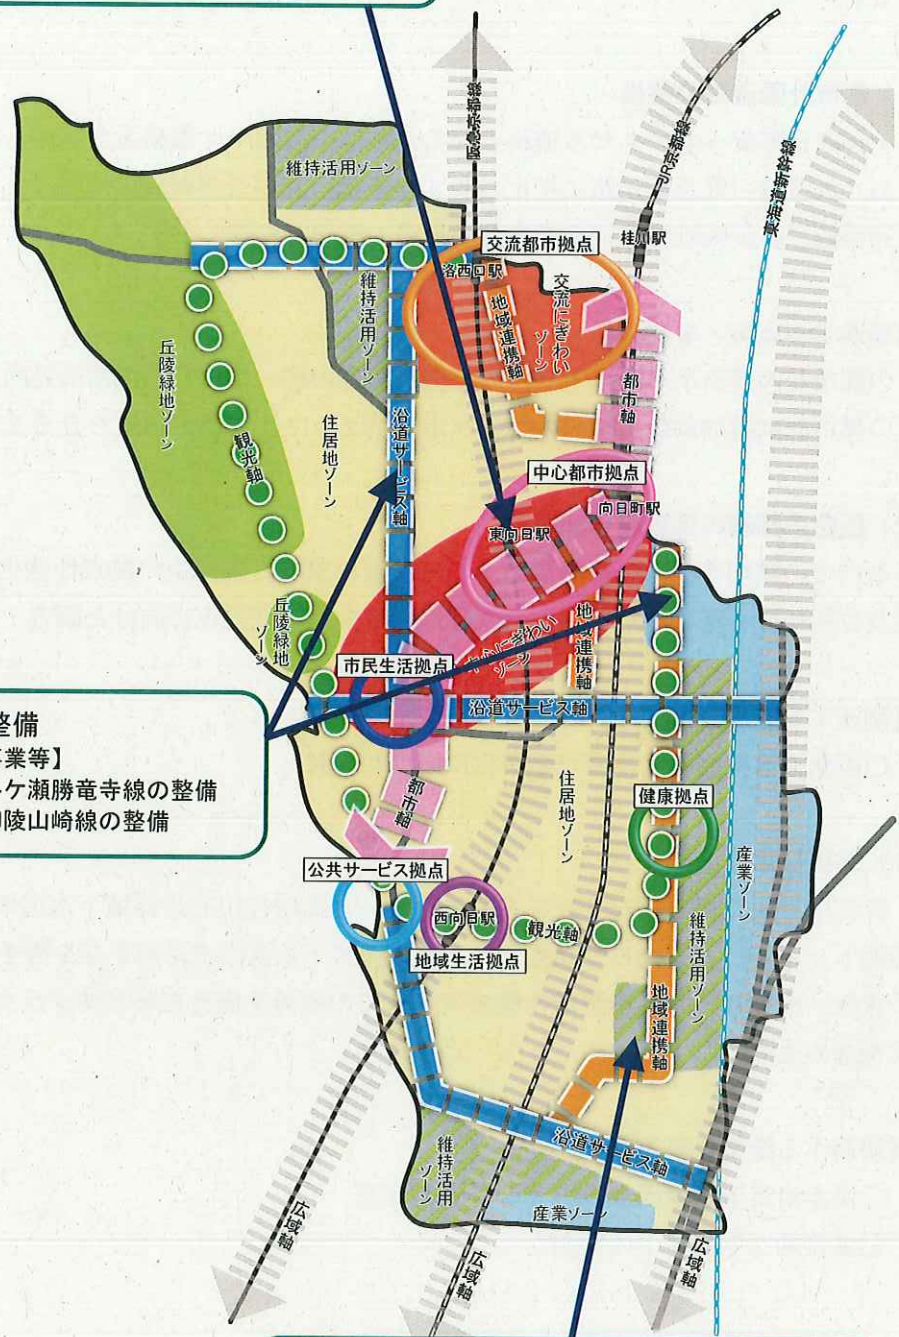 阪急京都線
JR京都線
東海道新幹線
維持活用ゾーン
桂川駅
交流都市拠点
洛西口駅
維持活用ゾーン
地域連携軸
交流にぎわい
ゾーン
丘陵緑地ゾーン
住居地ゾーン
都市軸
観光軸
沿道サービス軸
中心都市拠点
向日町駅
東向日駅
丘陵緑地
ゾーン
地域連携軸
中心にぎわい
ゾーン
市民生活拠点
沿道サービス軸
整備
事業等】
ケ瀬勝竜寺線の整備
陵山崎線の整備
都市軸
住居地ゾーン
健康拠点
公共サービス拠点
産業ゾーン
西向日駅
観光軸
維持活用ゾーン
地域生活拠点
地域連携軸
沿道サービス軸
維持活用
ゾーン
産業ゾーン
広域軸
広域軸
広域軸